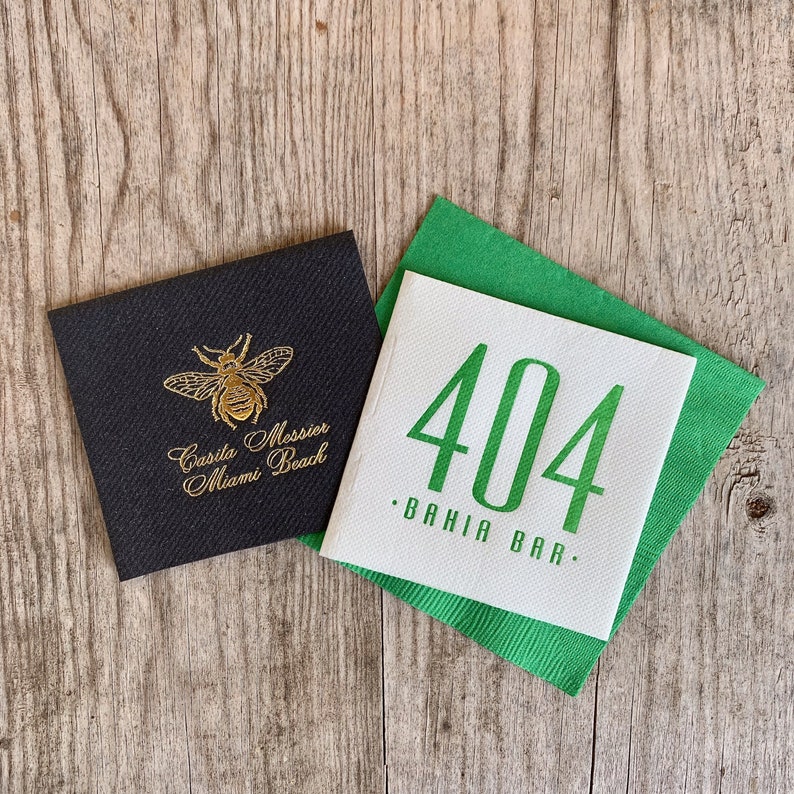 Casita Messier
Miami Beach
404
·BAHIA BAR·